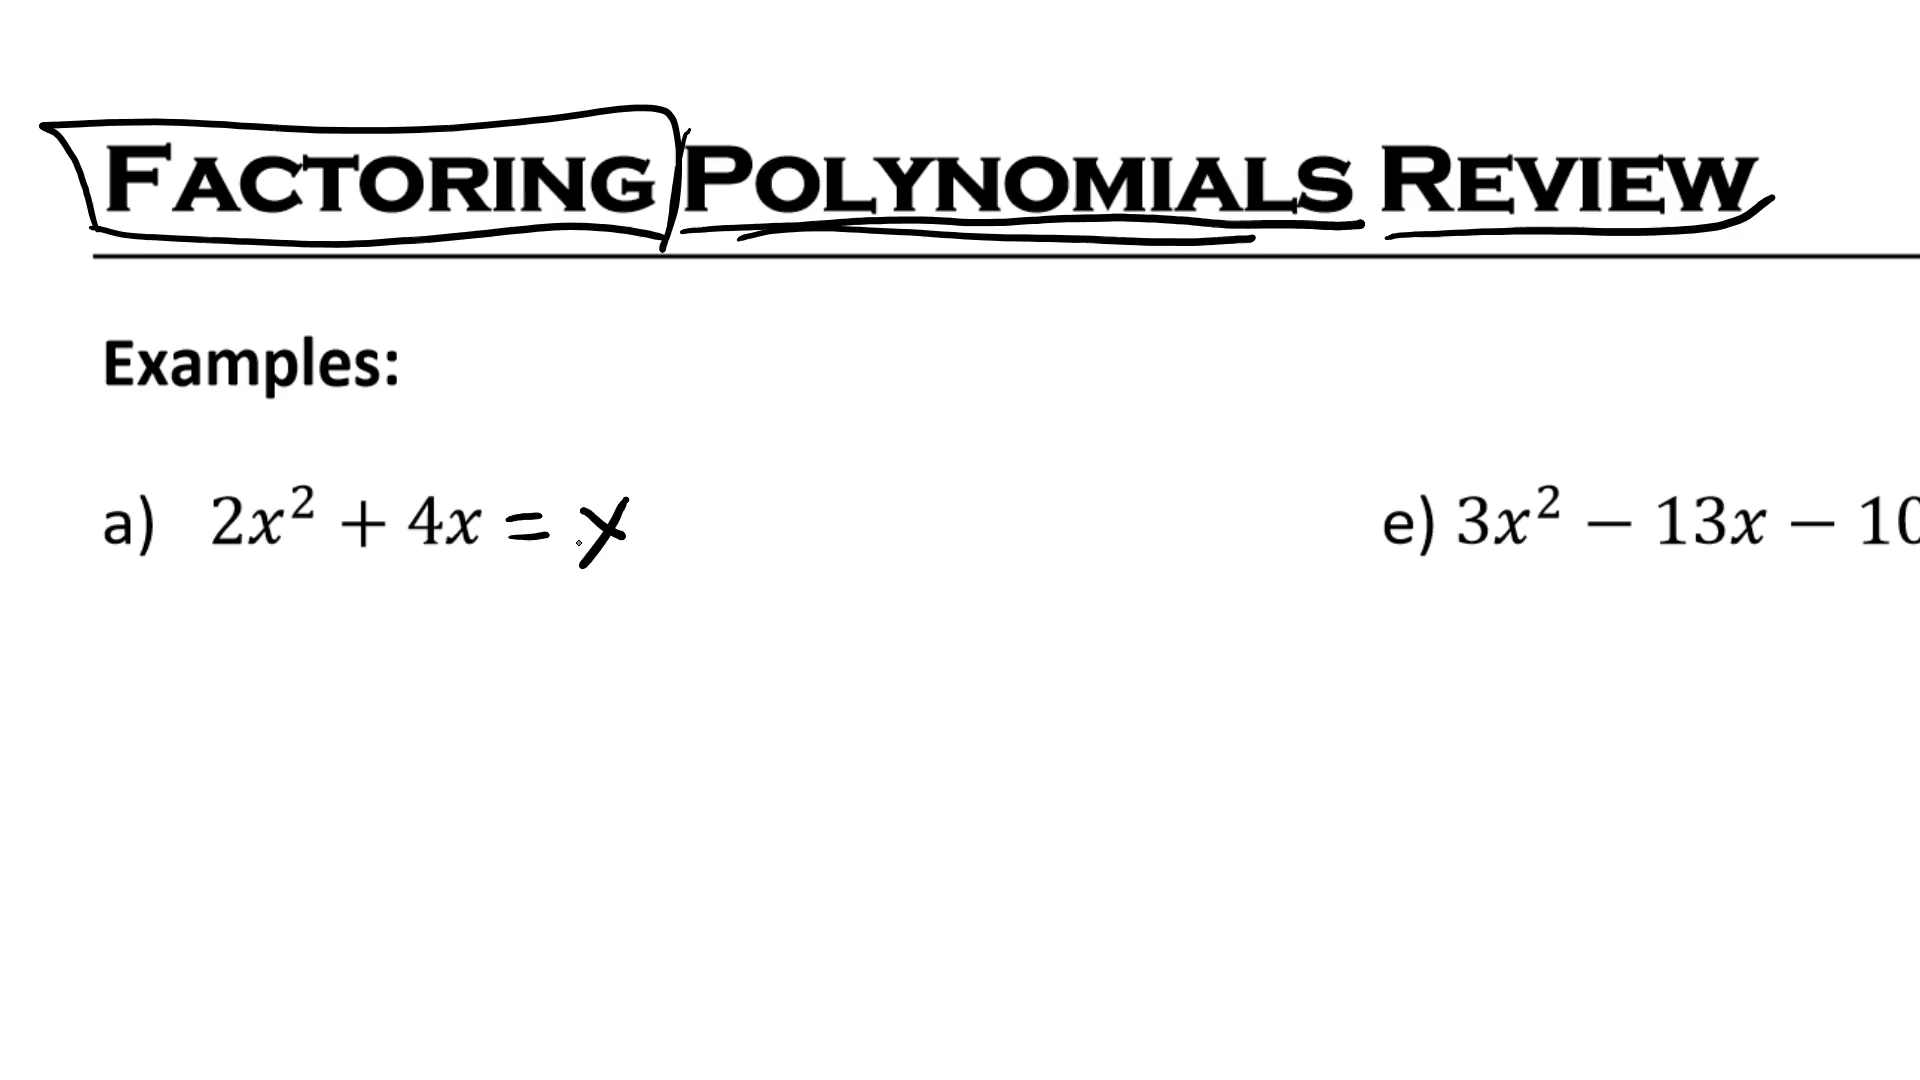 FACTORING POLYNOMIALS REVIEW
Examples:
a) 2x² + 4x = x
e) 3x² − 13x − 10